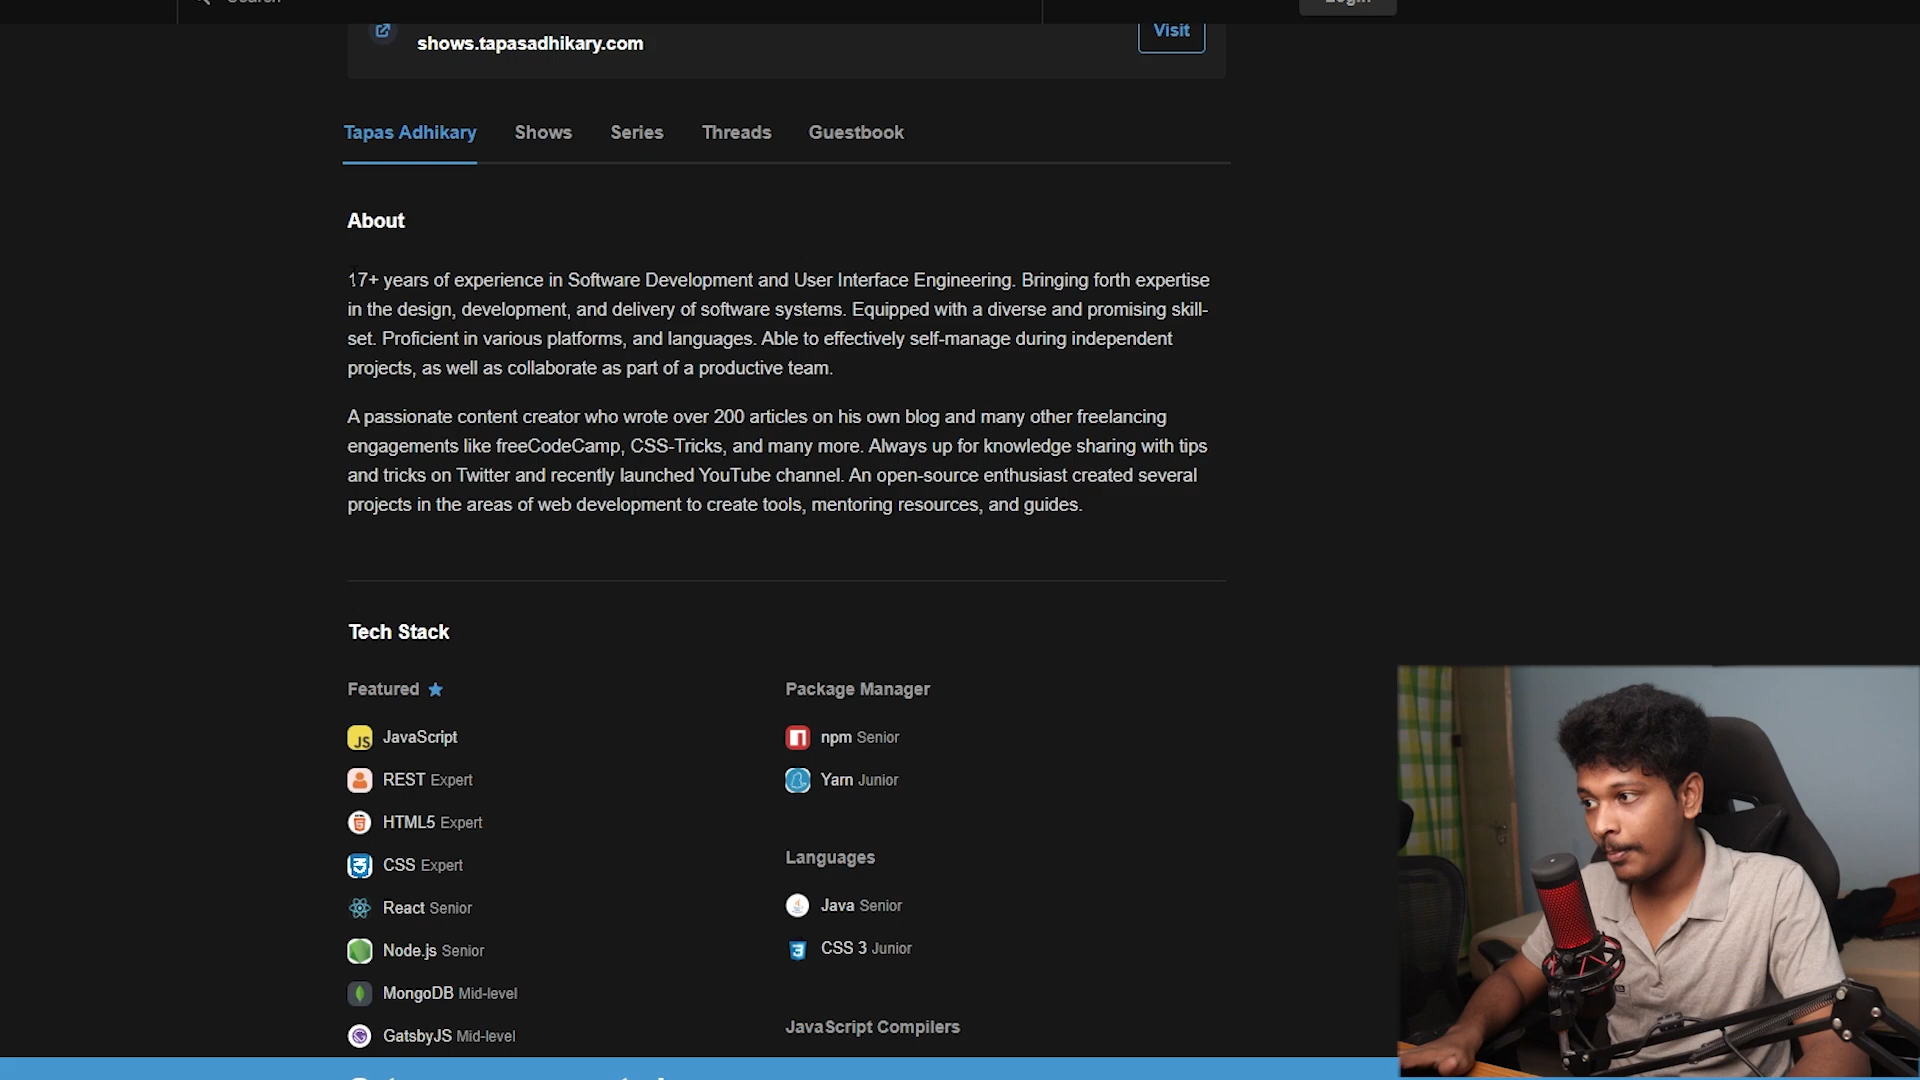 shows.tapasadhikary.com
Visit
Tapas Adhikary
Shows
Series
Threads
Guestbook
About
17+ years of experience in Software Development and User Interface Engineering. Bringing forth expertise
in the design, development, and delivery of software systems. Equipped with a diverse and promising skill-
set. Proficient in various platforms, and languages. Able to effectively self-manage during independent
projects, as well as collaborate as part of a productive team.
A passionate content creator who wrote over 200 articles on his own blog and many other freelancing
engagements like freeCodeCamp, CSS-Tricks, and many more. Always up for knowledge sharing with tips
and tricks on Twitter and recently launched YouTube channel. An open-source enthusiast created several
projects in the areas of web development to create tools, mentoring resources, and guides.
Tech Stack
Featured
JS JavaScript
REST Expert
HTML5 Expert
CSS Expert
React Senior
Node.js Senior
MongoDB Mid-level
GatsbyJS Mid-level
Package Manager
npm Senior
Yarn Junior
Languages
Java Senior
CSS 3 Junior
JavaScript Compilers